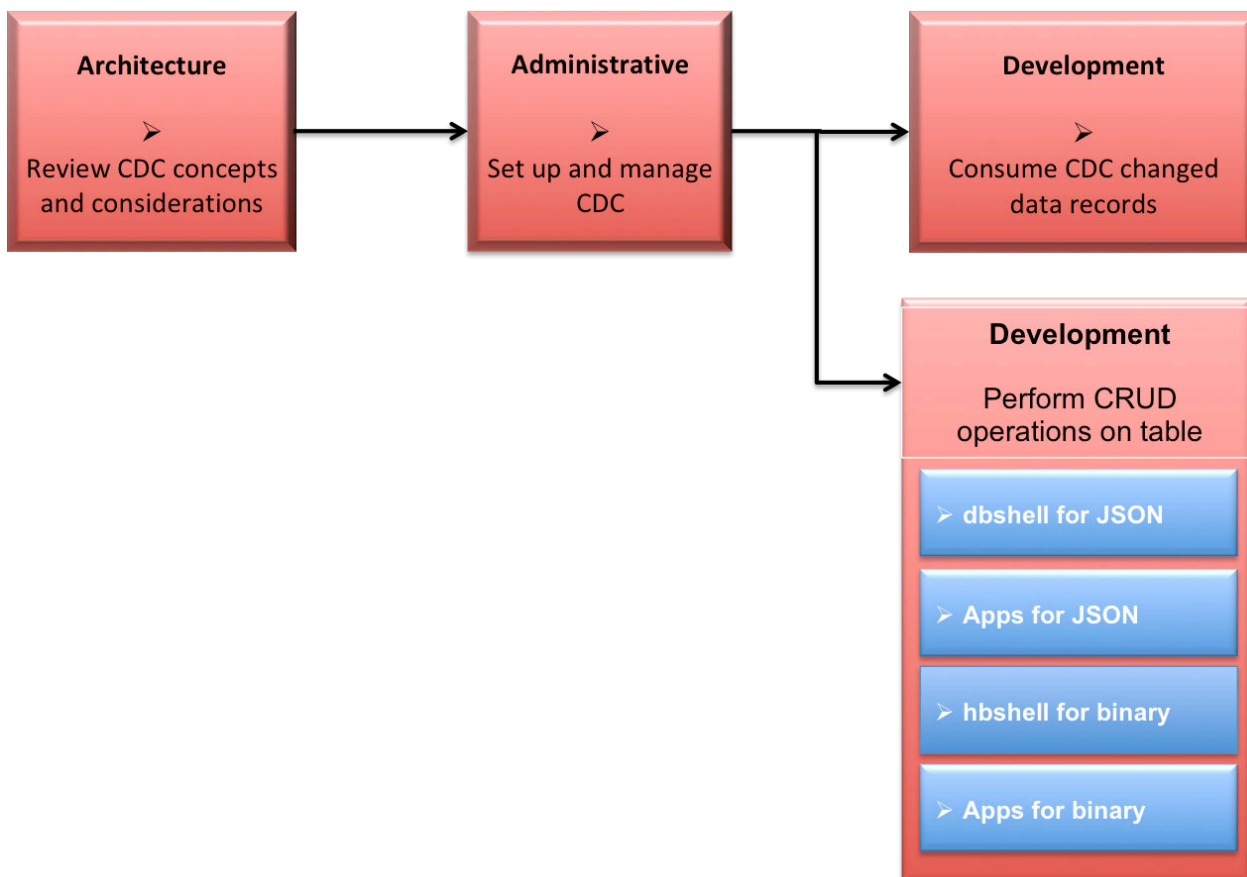 Architecture
➢
Review CDC concepts
and considerations
Administrative
➢
Set up and manage
CDC
Development
➢
Consume CDC changed
data records
Development
Perform CRUD
operations on table
➢ dbshell for JSON
➢ Apps for JSON
➢ hbshell for binary
➢ Apps for binary